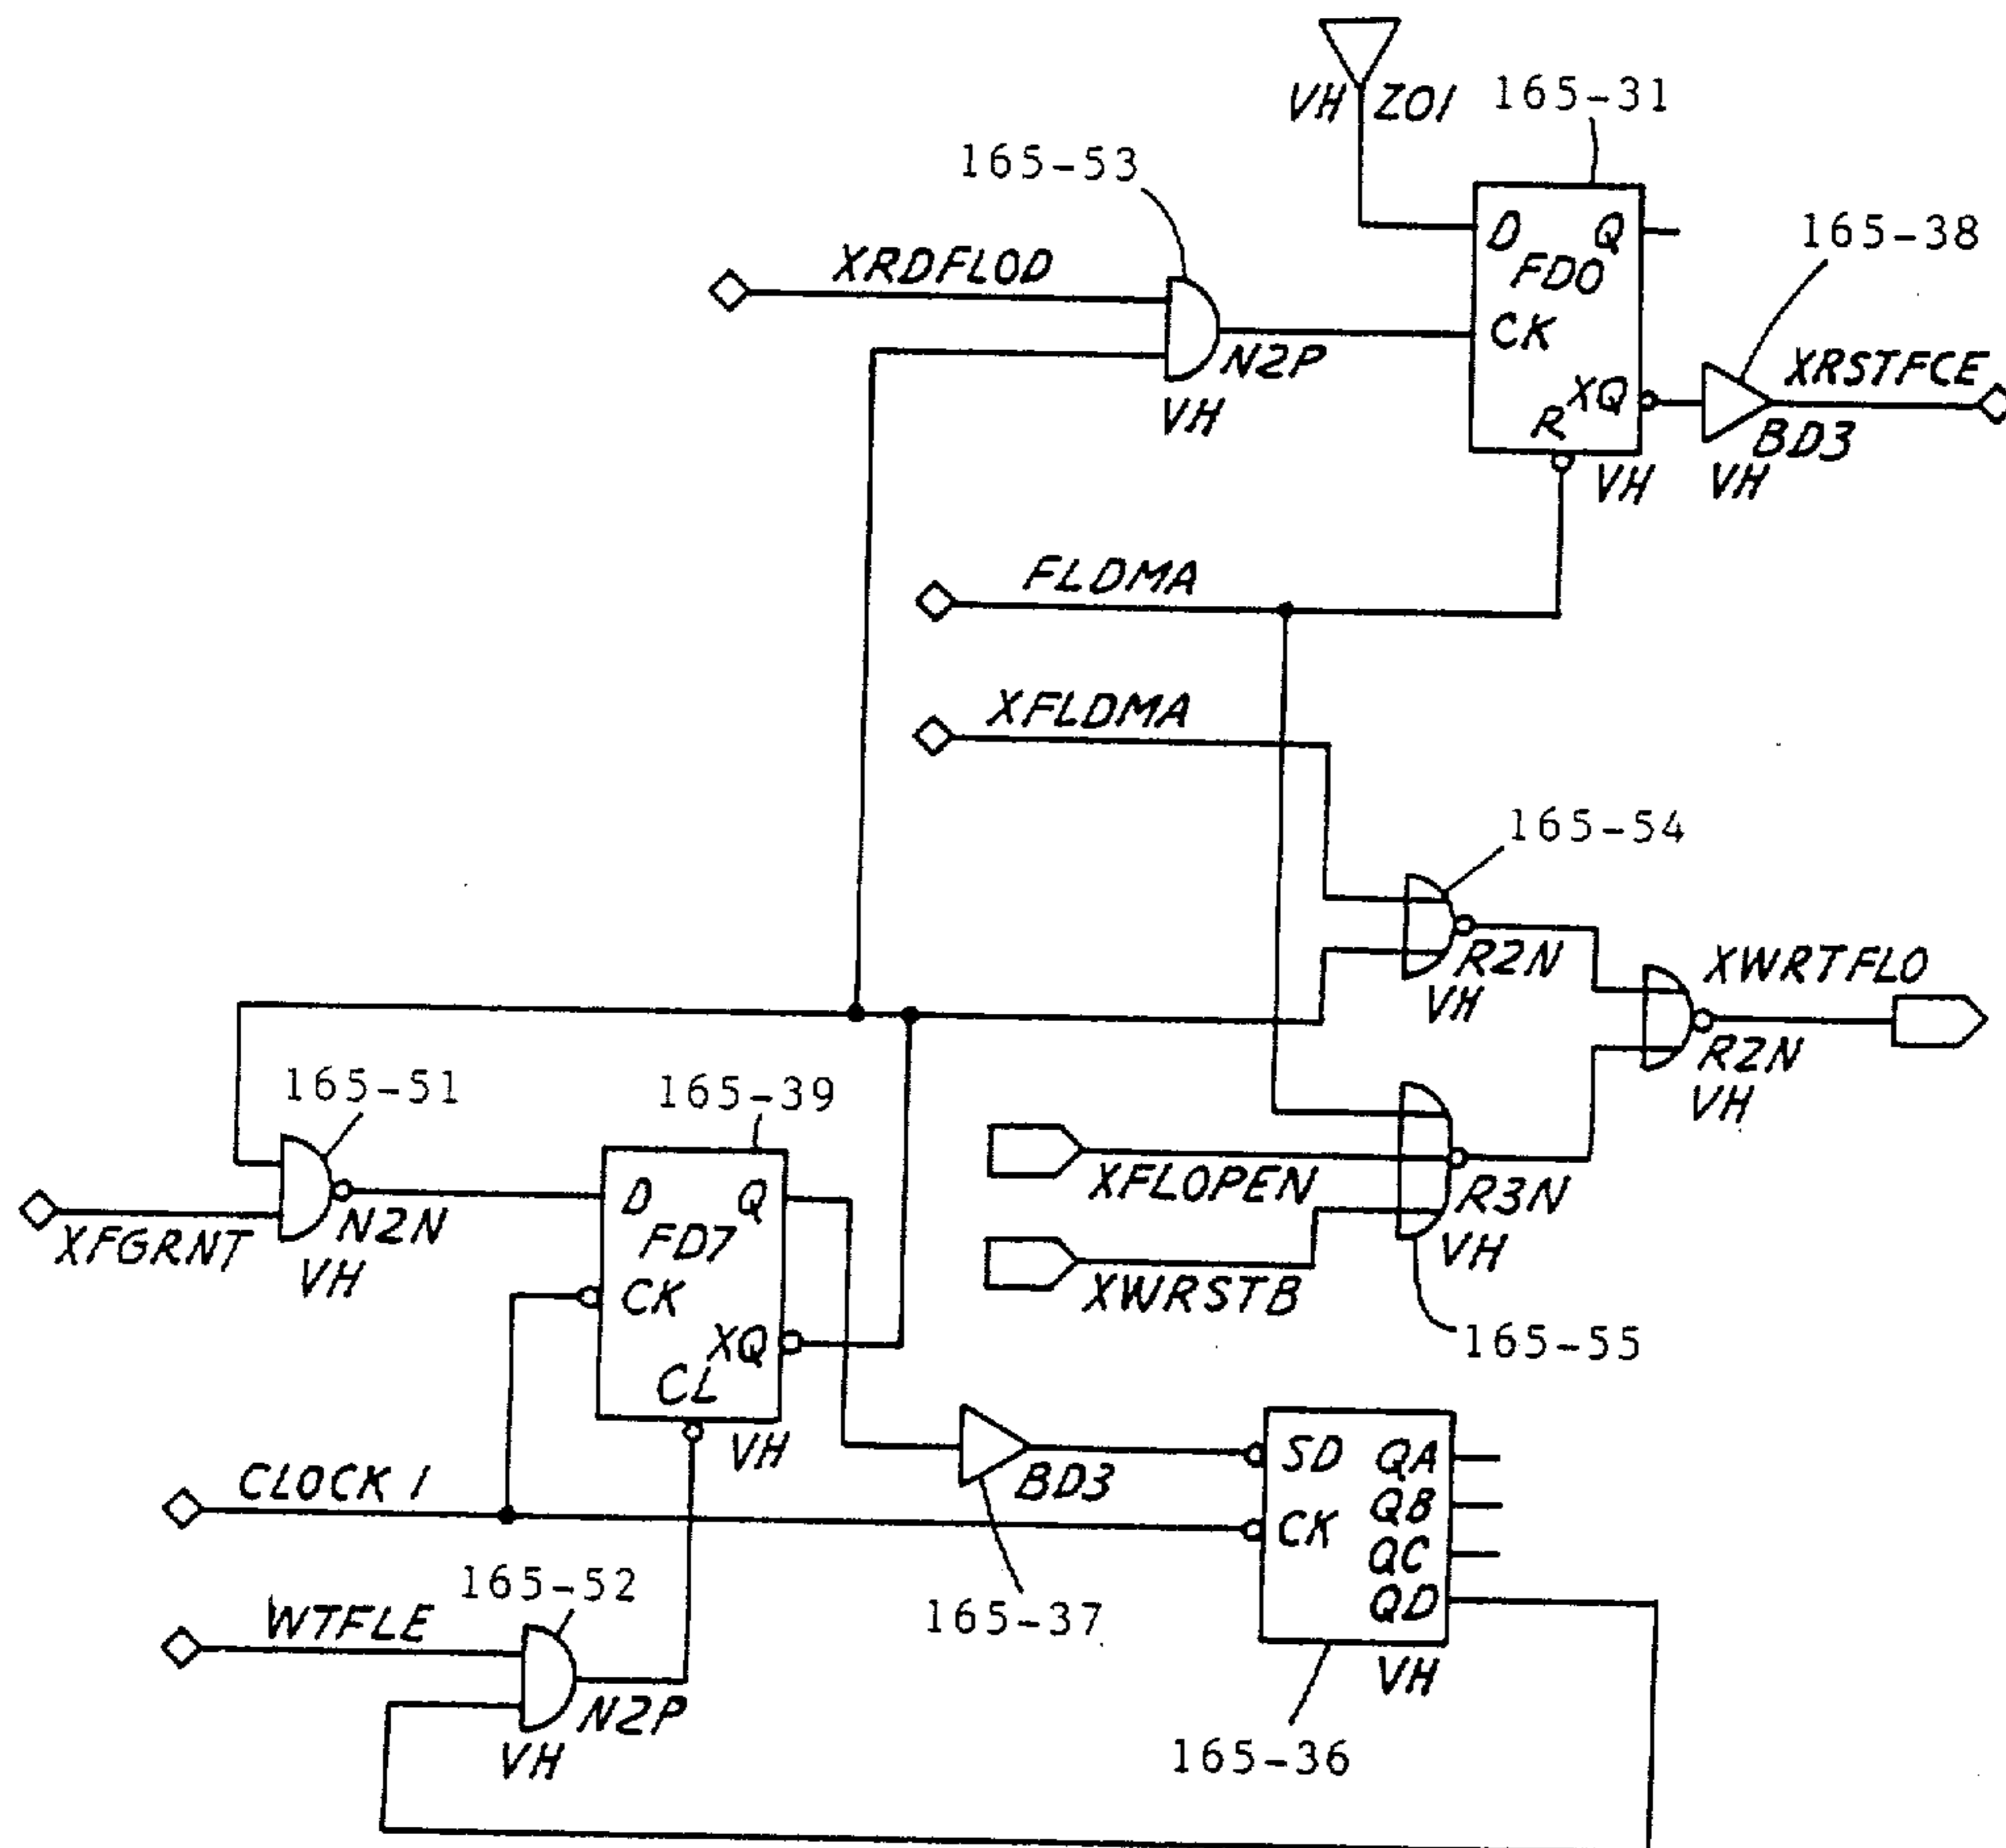 VH ZO1 165-31
165-53
XRDFLOD
D Q
FDO
CK
XQ
R
VH
N2P
VH
165-38
XRSTFCE
BD3
VH
FLDMA
XFLDMA
165-54
R2N
VH
XWRTFLO
R2N
VH
165-51
165-39
XFGRNT
N2N
VH
D Q
FD7
CK
XQ
CL
VH
XFLOPEN
R3N
VH
XWRSTB
165-55
CLOCK 1
BD3
SD QA
CK QB
QC
QD
VH
165-52
165-37
WTFLE
N2P
VH
165-36